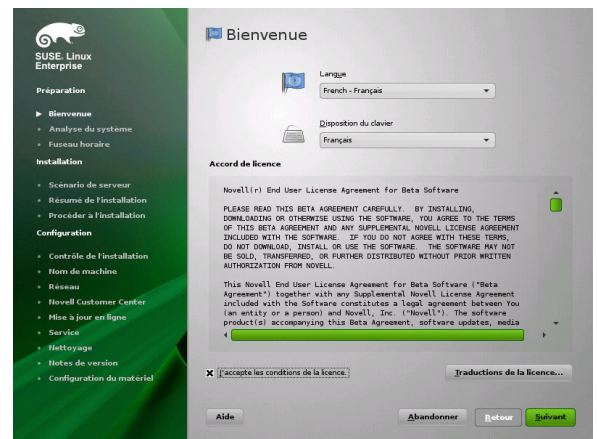 SUSE. Linux
Enterprise
Préparation
Bienvenue
Analyse du système
Fuseau horaire
Installation
Scénario de serveur
Résumé de l'installation
Procéder à l'installation
Configuration
Contrôle de l'installation
Nom de machine
Réseau
Novell Customer Center
Mise à jour en ligne
Service
Nettoyage
Notes de version
Configuration du matériel
Bienvenue
Langue
French - Français
Disposition du clavier
Français
Accord de licence
Novell(r) End User License Agreement for Beta Software
PLEASE READ THIS BETA AGREEMENT CAREFULLY. BY INSTALLING,
DOWNLOADING OR OTHERWISE USING THE SOFTWARE, YOU AGREE TO THE TERMS
OF THIS BETA AGREEMENT AND ANY SUPPLEMENTAL NOVELL LICENSE AGREEMENT
INCLUDED WITH THE SOFTWARE. IF YOU DO NOT AGREE WITH THESE TERMS,
DO NOT DOWNLOAD, INSTALL OR USE THE SOFTWARE. THE SOFTWARE MAY NOT
BE SOLD, TRANSFERRED, OR FURTHER DISTRIBUTED WITHOUT PRIOR WRITTEN
AUTHORIZATION FROM NOVELL.
This Novell End User License Agreement for Beta Software ("Beta
Agreement") together with any Supplemental Novell License Agreement
included with the Software constitutes a legal agreement between You
(an entity or a person) and Novell, Inc. ("Novell"). The software
product(s) accompanying this Beta Agreement, software updates, media
J'accepte les conditions de la licence.
Traductions de la licence...
Aide
Abandonner
Retour
Suivant